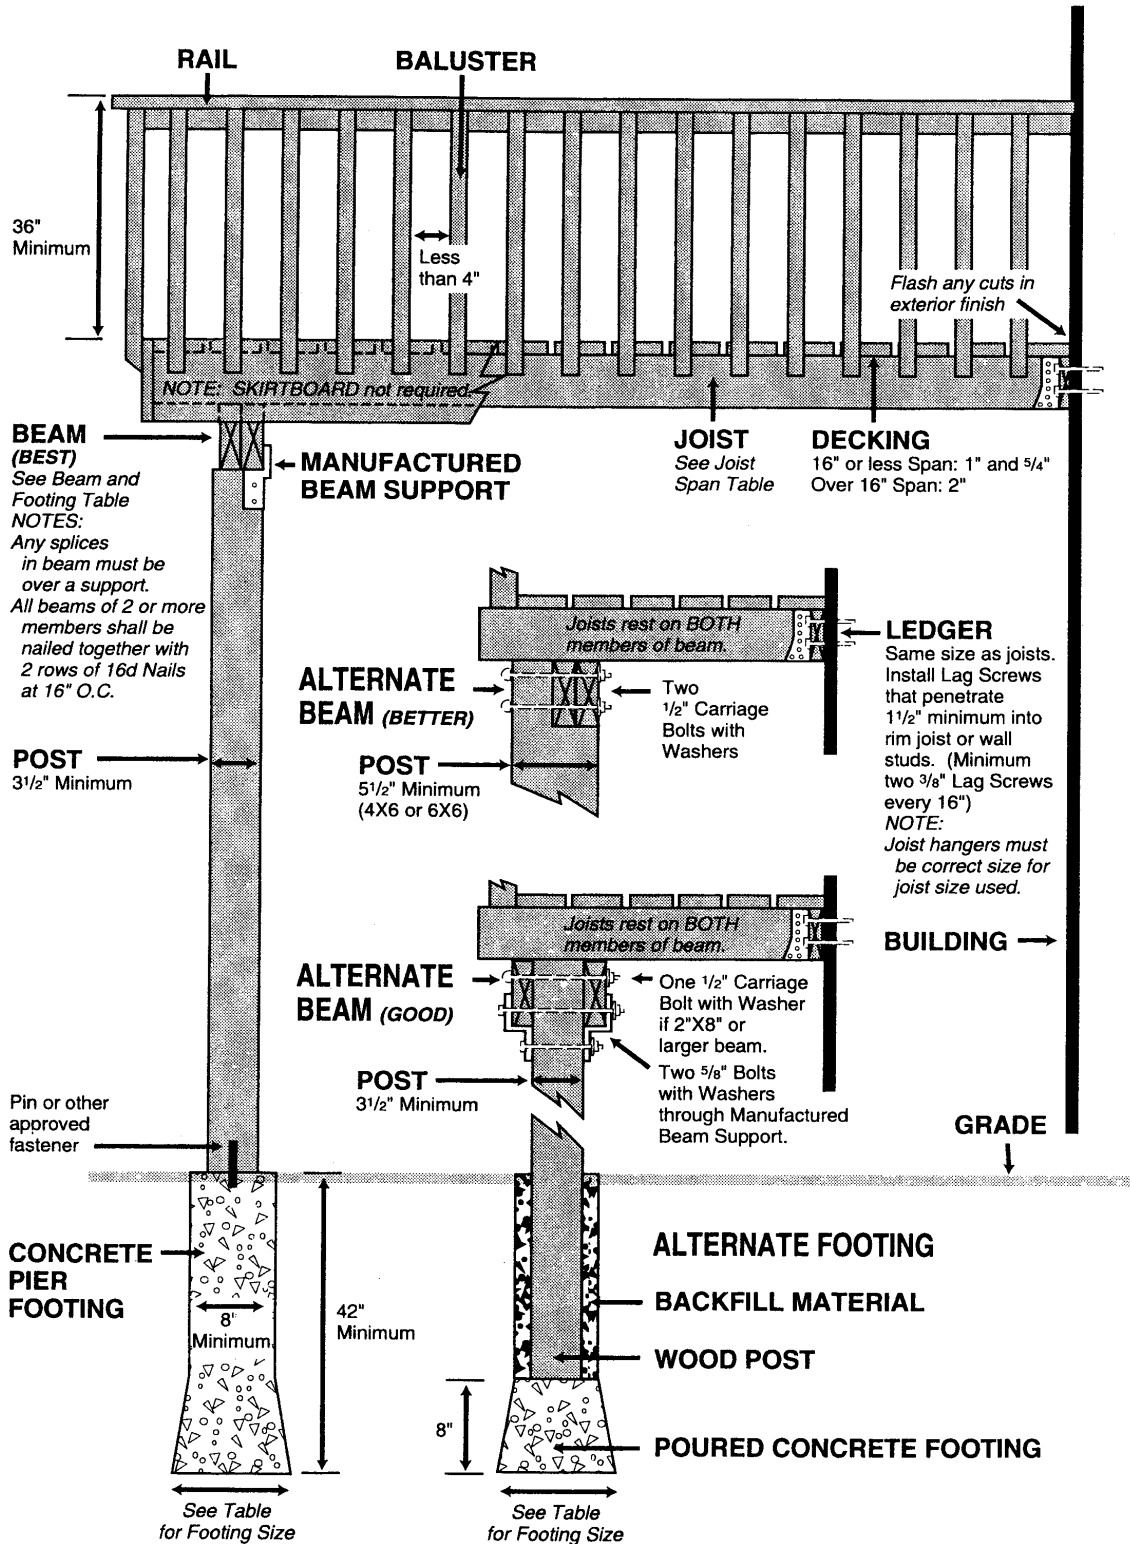 RAIL
BALUSTER
36"
Minimum
Less
than 4"
Flash any cuts in
exterior finish
NOTE: SKIRTBOARD not required.
BEAM
(BEST)
See Beam and
Footing Table
NOTES:
Any splices
in beam must be
over a support.
All beams of 2 or more
members shall be
nailed together with
2 rows of 16d Nails
at 16" O.C.
MANUFACTURED
BEAM SUPPORT
JOIST
See Joist
Span Table
DECKING
16" or less Span: 1" and 5/4"
Over 16" Span: 2"
Joists rest on BOTH
members of beam.
LEDGER
Same size as joists.
Install Lag Screws
that penetrate
1 1/2" minimum into
rim joist or wall
studs. (Minimum
two 3/8" Lag Screws
every 16")
NOTE:
Joist hangers must
be correct size for
joist size used.
ALTERNATE
BEAM (BETTER)
Two
1/2" Carriage
Bolts with
Washers
POST
3 1/2" Minimum
POST
5 1/2" Minimum
(4X6 or 6X6)
Joists rest on BOTH
members of beam.
BUILDING
ALTERNATE
BEAM (GOOD)
One 1/2" Carriage
Bolt with Washer
if 2"X8" or
larger beam.
Two 5/8" Bolts
with Washers
through Manufactured
Beam Support.
POST
3 1/2" Minimum
Pin or other
approved
fastener
GRADE
CONCRETE
PIER
FOOTING
8"
Minimum
42"
Minimum
ALTERNATE FOOTING
BACKFILL MATERIAL
WOOD POST
8"
POURED CONCRETE FOOTING
See Table
for Footing Size
See Table
for Footing Size